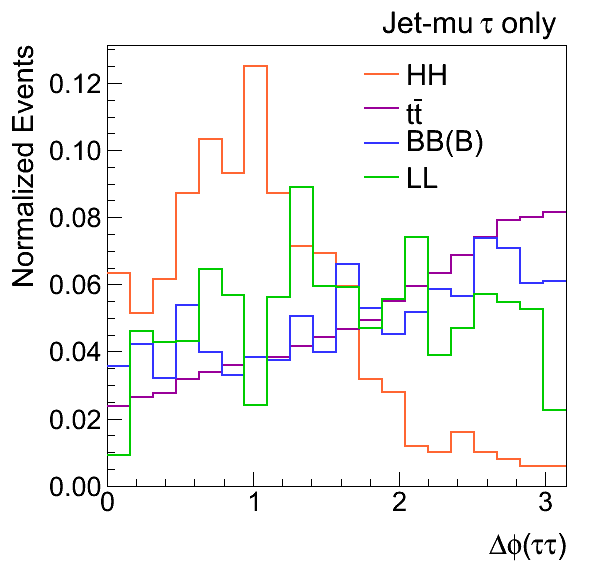 Jet-mu τ only
Normalized Events
HH
tt̄
BB(B)
LL
0.12
0.10
0.08
0.06
0.04
0.02
0.00
0 1 2 3
Δϕ(ττ)